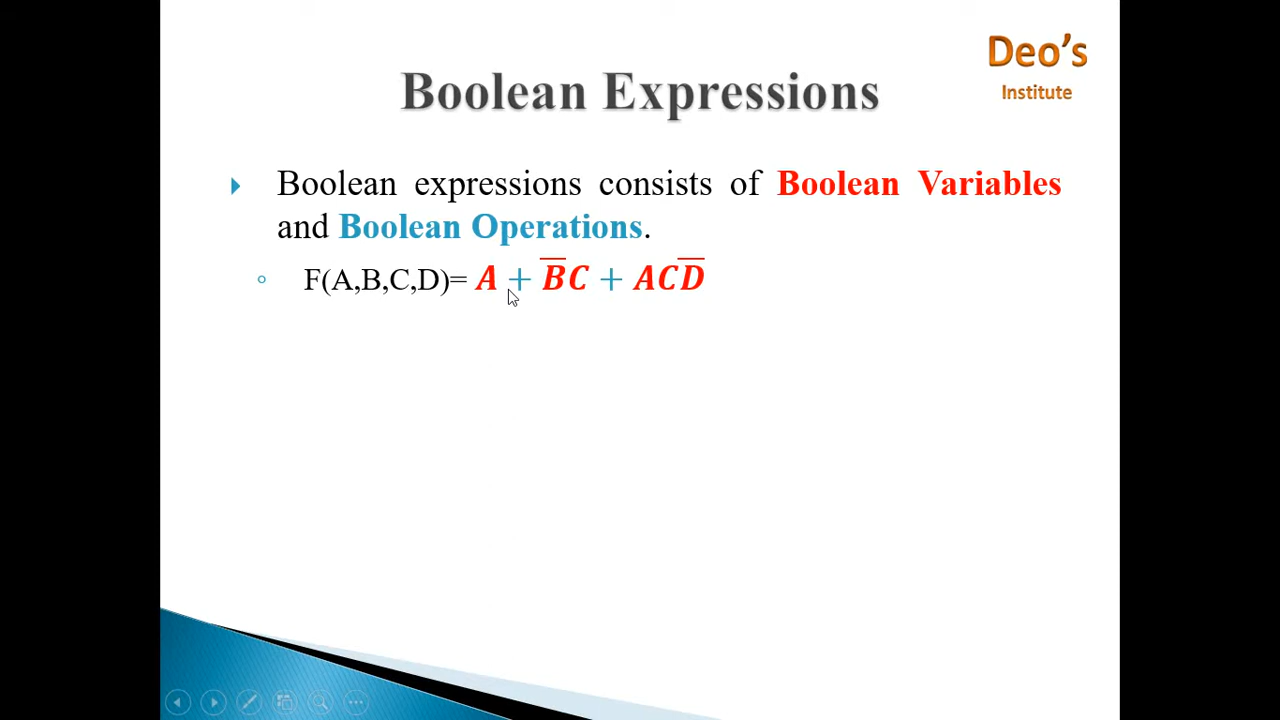 Deo's
Institute
Boolean Expressions
Boolean expressions consists of Boolean Variables
and Boolean Operations.
F(A,B,C,D)= A + B̅C + ACD̅